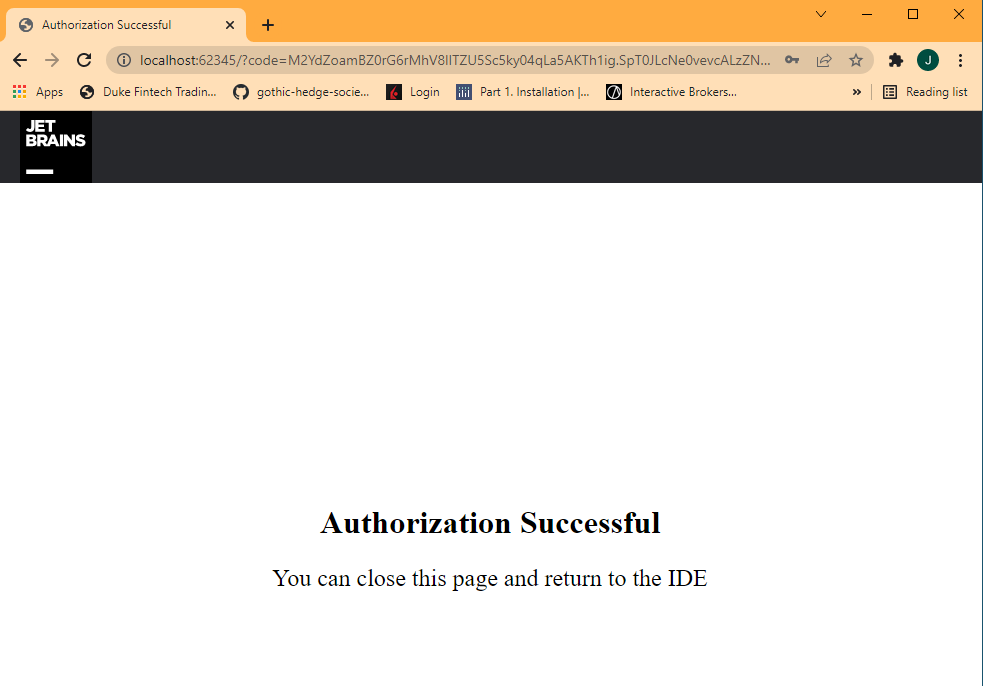 Authorization Successful
localhost:62345/?code=M2YdZoamBZ0rG6rMhV8IITZU5Sc5ky04qLa5AKTh1ig.SpT0JLcNe0vevcALzZN...
J
Apps
Duke Fintech Tradin...
gothic-hedge-socie...
Login
Part 1. Installation |...
Interactive Brokers...
»
Reading list
JET
BRAINS
Authorization Successful
You can close this page and return to the IDE